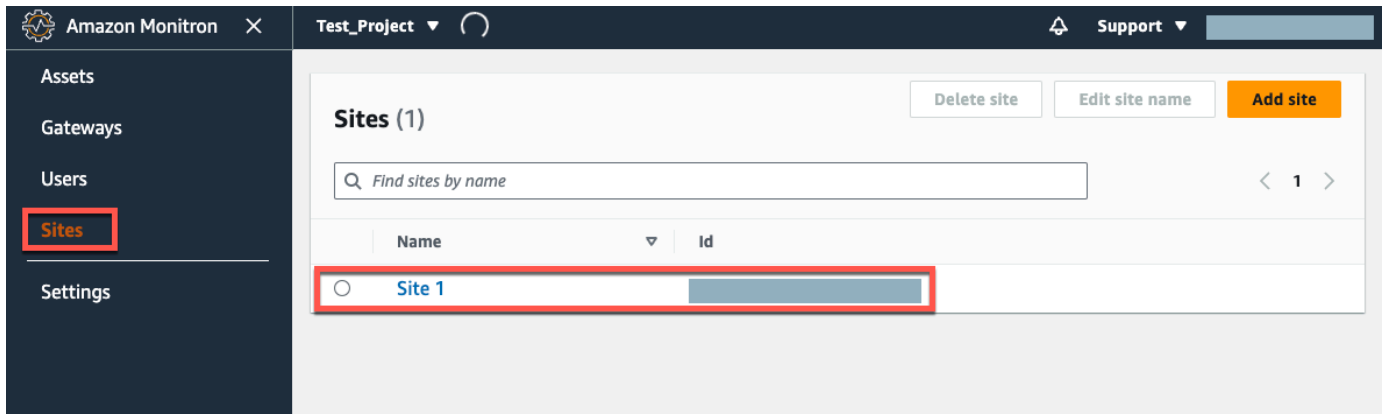 Amazon Monitron
Test_Project
Support
Assets
Gateways
Users
Sites
Settings
Sites (1)
Delete site
Edit site name
Add site
Find sites by name
1
Name
Id
Site 1